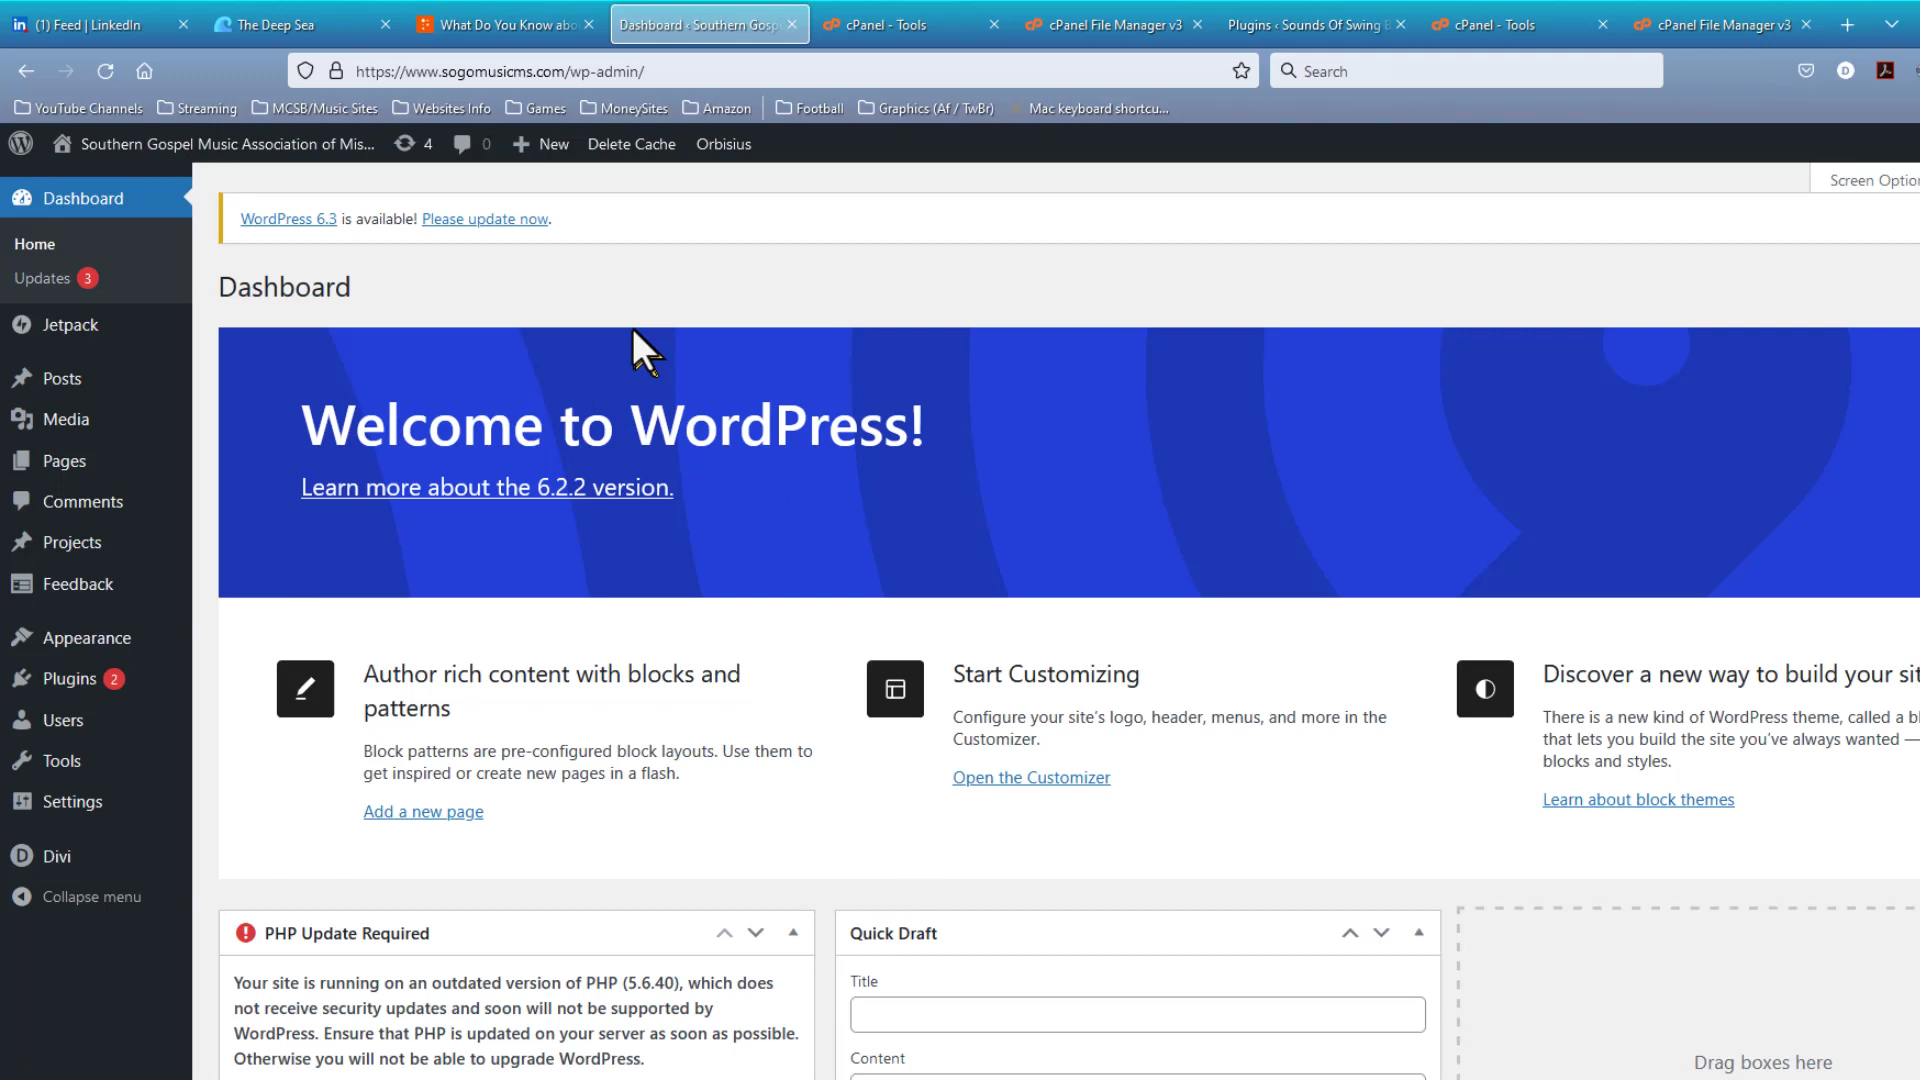 (1) Feed | LinkedIn
The Deep Sea
What Do You Know abo
Dashboard ‹ Southern Gosp
cPanel - Tools
cPanel File Manager v3
Plugins ‹ Sounds Of Swing B
cPanel - Tools
cPanel File Manager v3
https://www.sogomusicms.com/wp-admin/
Search
YouTube Channels
Streaming
MCSB/Music Sites
Websites Info
Games
MoneySites
Amazon
Football
Graphics (Af / TwBr)
Mac keyboard shortcu...
Southern Gospel Music Association of Mis...
4
0
New
Delete Cache
Orbisius
Screen Optio
Dashboard
Home
Updates 3
Jetpack
Posts
Media
Pages
Comments
Projects
Feedback
Appearance
Plugins 2
Users
Tools
Settings
Divi
Collapse menu
WordPress 6.3 is available! Please update now.
Dashboard
Welcome to WordPress!
Learn more about the 6.2.2 version.
Author rich content with blocks and
patterns
Block patterns are pre-configured block layouts. Use them to
get inspired or create new pages in a flash.
Add a new page
Start Customizing
Configure your site's logo, header, menus, and more in the
Customizer.
Open the Customizer
Discover a new way to build your sit
There is a new kind of WordPress theme, called a bl
that lets you build the site you've always wanted —
blocks and styles.
Learn about block themes
PHP Update Required
Your site is running on an outdated version of PHP (5.6.40), which does
not receive security updates and soon will not be supported by
WordPress. Ensure that PHP is updated on your server as soon as possible.
Otherwise you will not be able to upgrade WordPress.
Quick Draft
Title
Content
Drag boxes here